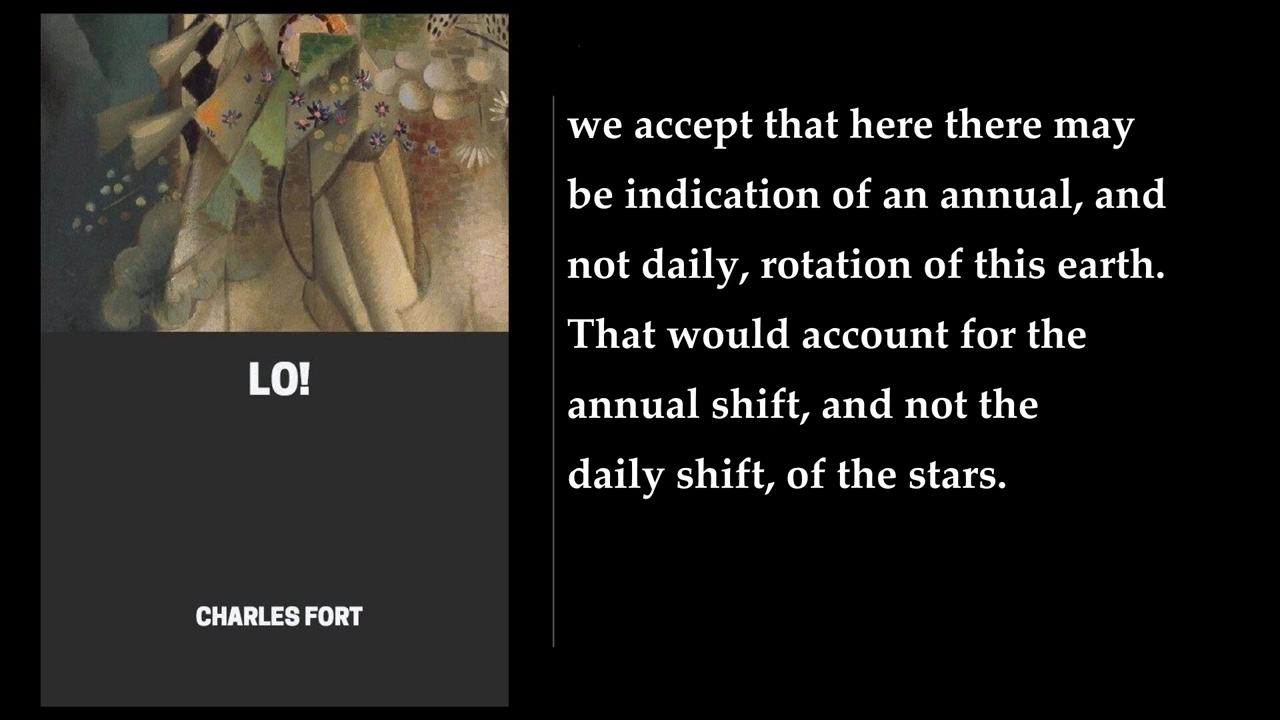 LO!
CHARLES FORT
we accept that here there may
be indication of an annual, and
not daily, rotation of this earth.
That would account for the
annual shift, and not the
daily shift, of the stars.